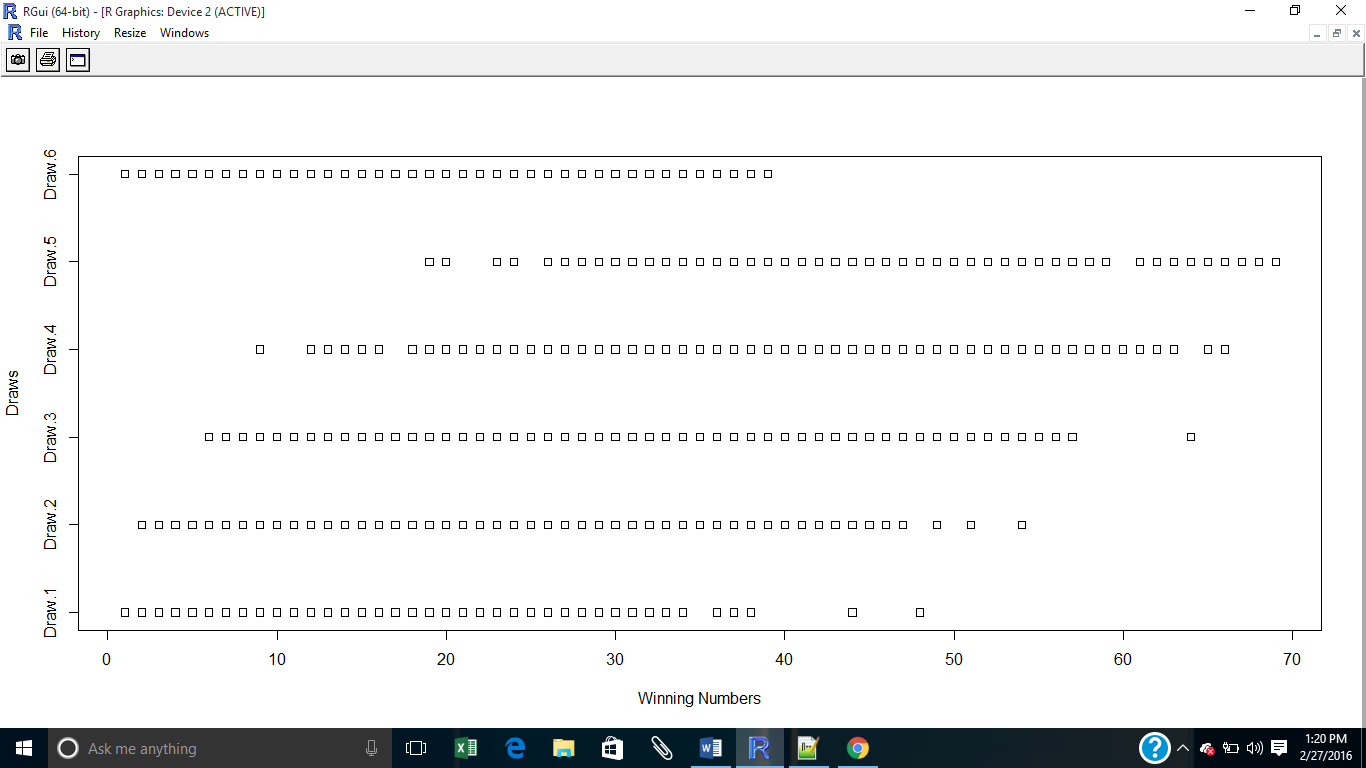 RGui (64-bit) - [R Graphics: Device 2 (ACTIVE)]
File History Resize Windows
Draw.6
Draw.5
Draw.4
Draw.3
Draw.2
Draw.1
Draws
0 10 20 30 40 50 60 70
Winning Numbers
Ask me anything
1:20 PM
2/27/2016